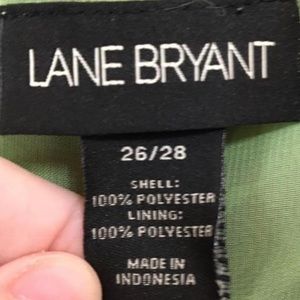 LANE BRYANT
26/28
SHELL:
100% POLYESTER
LINING:
100% POLYESTER
MADE IN
INDONESIA